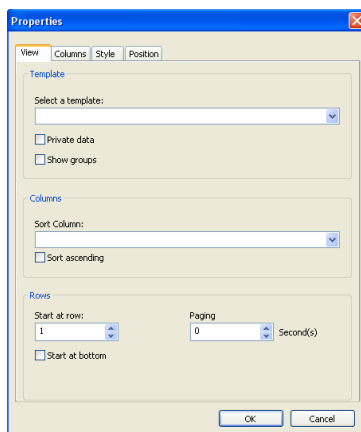 Properties
View Columns Style Position
Template
Select a template:
Private data
Show groups
Columns
Sort Column:
Sort ascending
Rows
Start at row: Paging
1 0 Second(s)
Start at bottom
OK Cancel